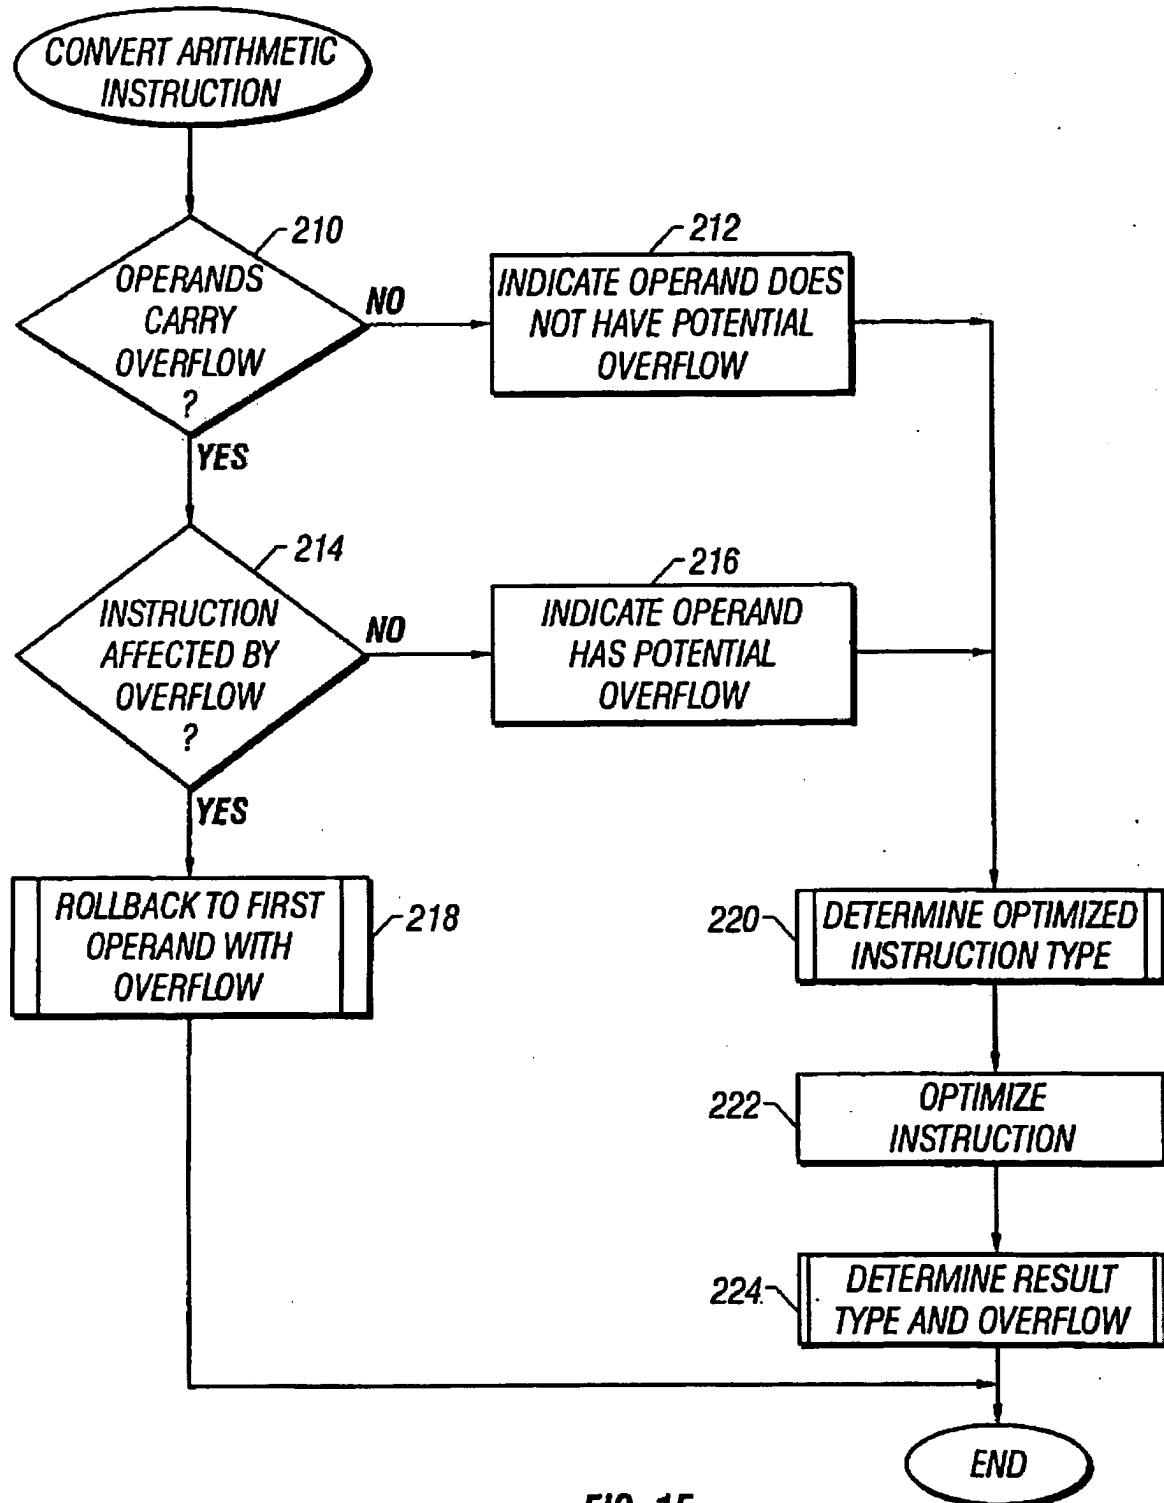 CONVERT ARITHMETIC
INSTRUCTION
210
OPERANDS
CARRY
OVERFLOW
?
NO
YES
212
INDICATE OPERAND DOES
NOT HAVE POTENTIAL
OVERFLOW
214
INSTRUCTION
AFFECTED BY
OVERFLOW
?
NO
YES
216
INDICATE OPERAND
HAS POTENTIAL
OVERFLOW
ROLLBACK TO FIRST
OPERAND WITH
OVERFLOW
218
220
DETERMINE OPTIMIZED
INSTRUCTION TYPE
222
OPTIMIZE
INSTRUCTION
224
DETERMINE RESULT
TYPE AND OVERFLOW
END
FIG. 15